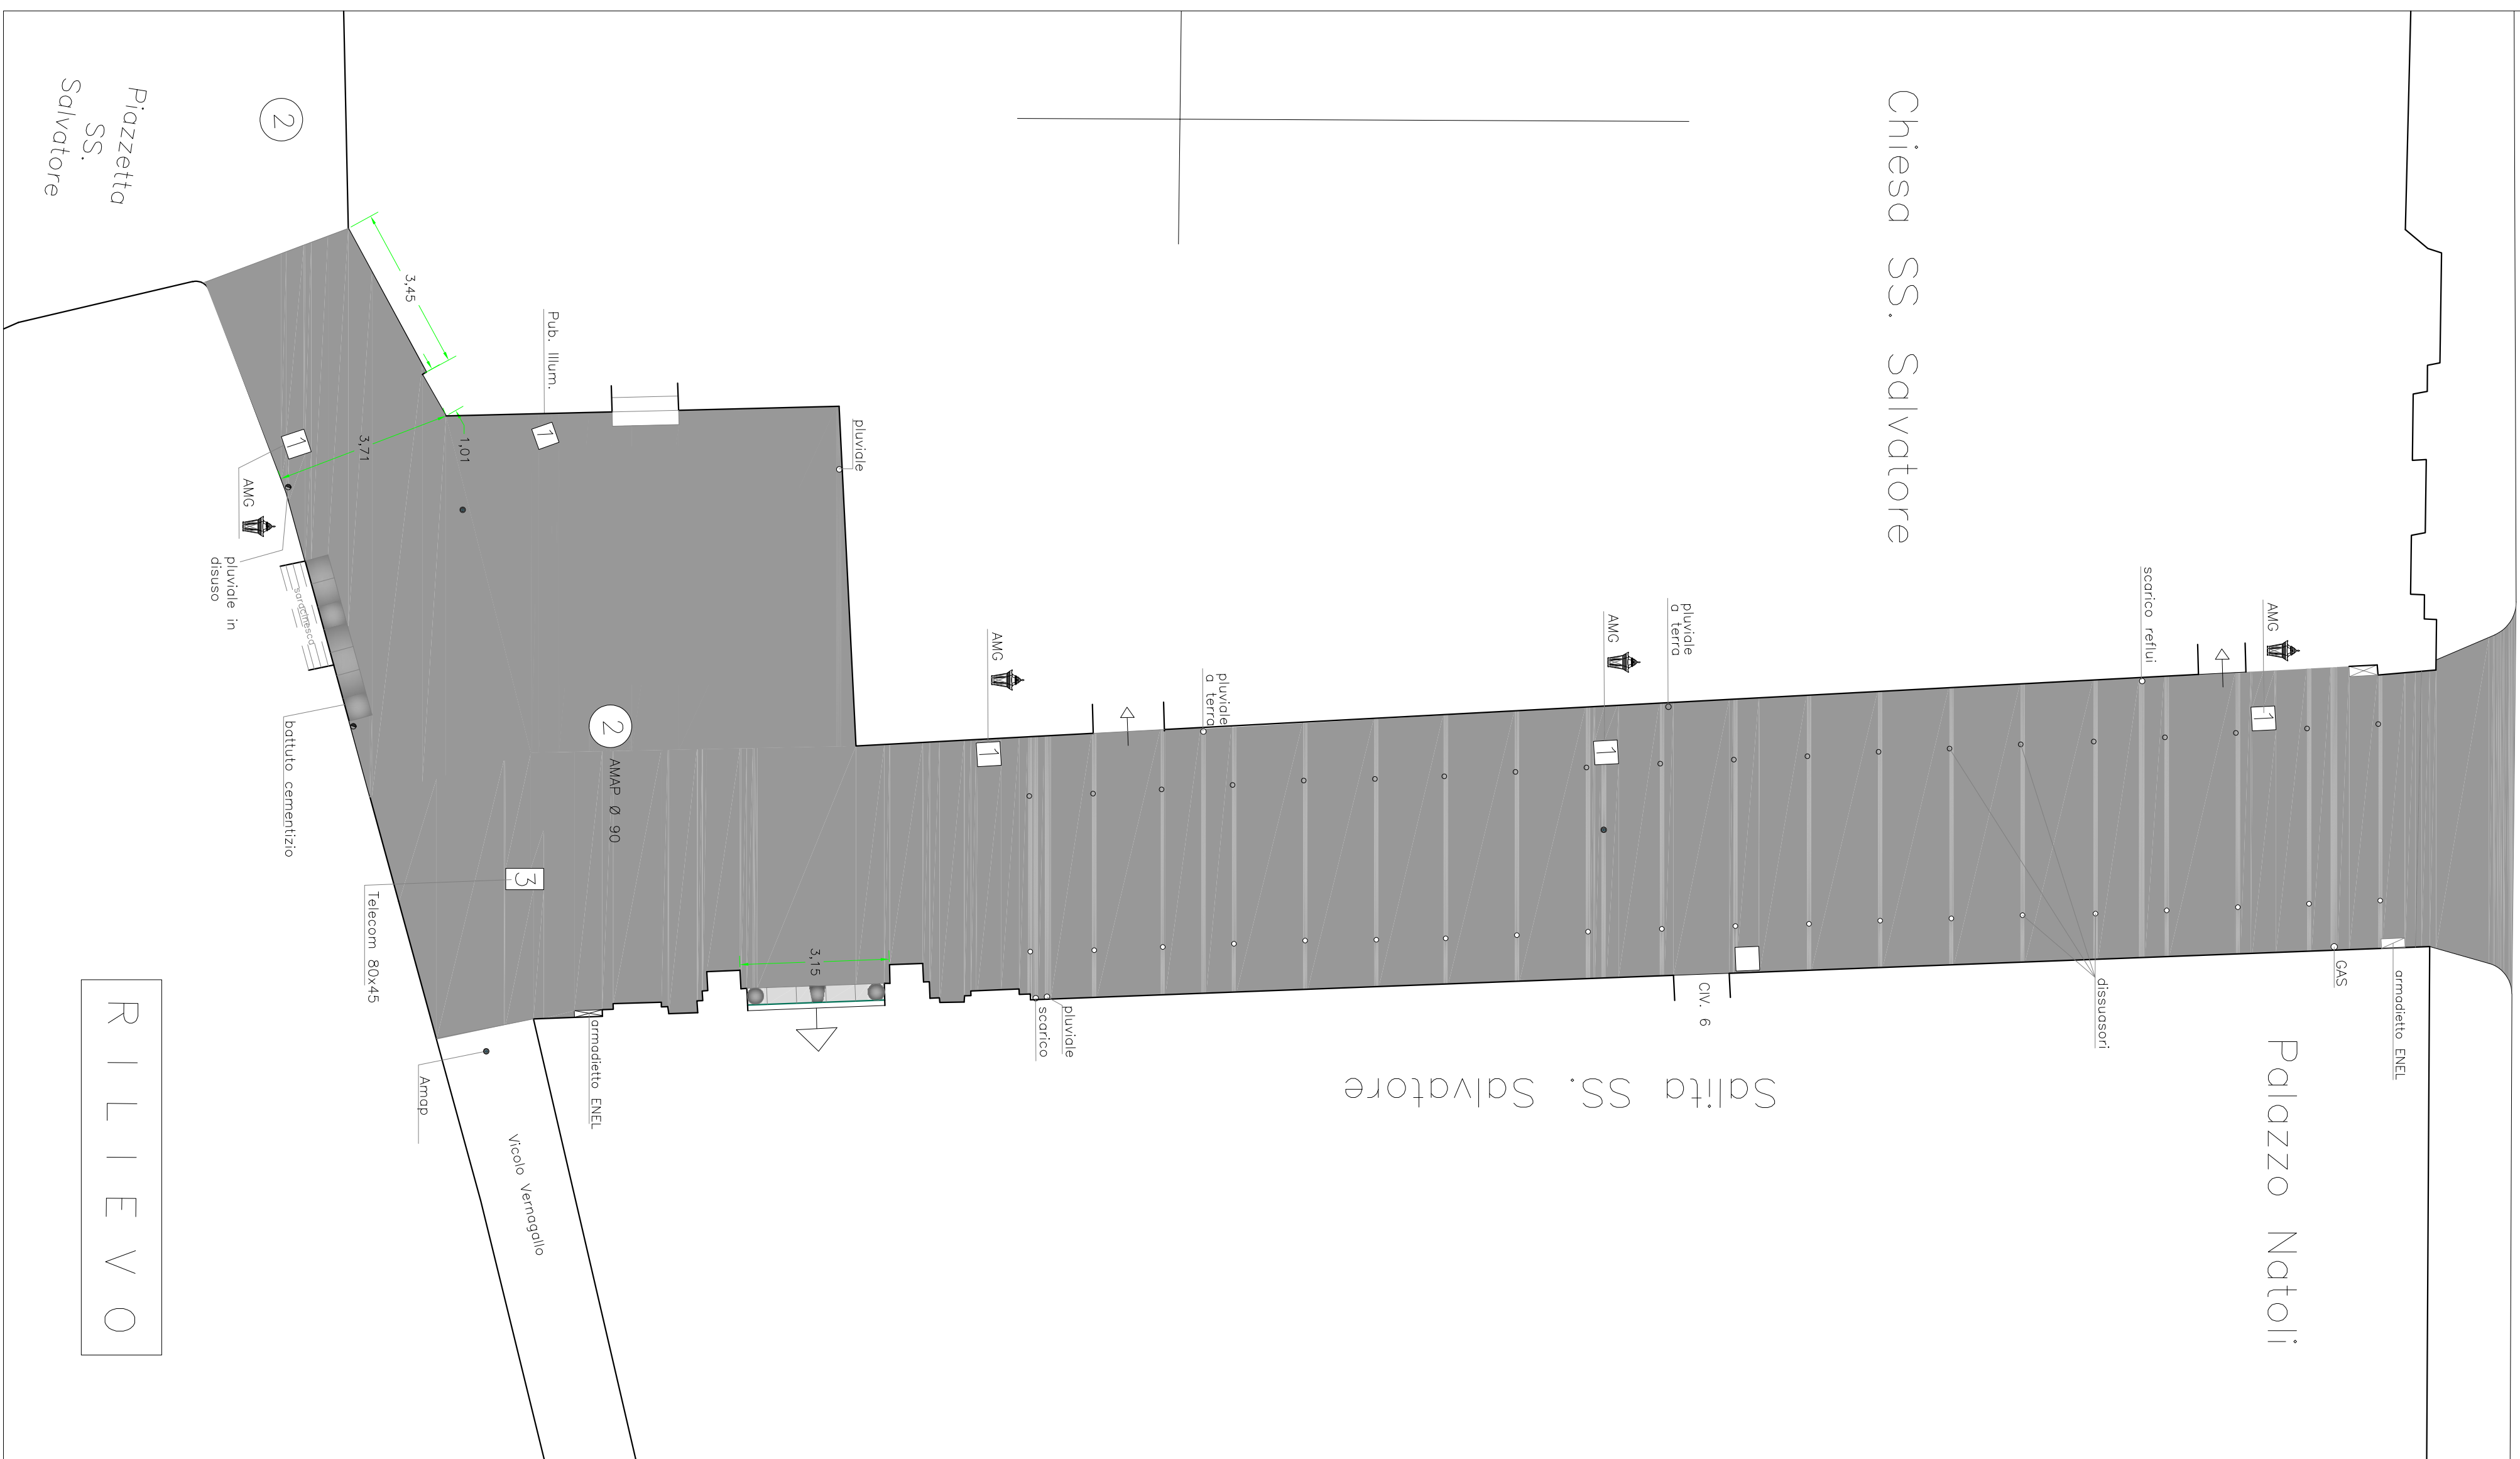 Piazzetta
SS.
Salvatore
2
Chiesa SS. Salvatore
3,45
Pub. Illum.
1
pluviale
1,01
3,71
1
AMG
pluviale in
disuso
saracinesca
battuto cementizio
2
AMAP Ø 90
3
Telecom 80x45
Amap
armadietto ENEL
Vicolo Vernagallo
3,15
AMG
1
pluviale
a terra
scarico
pluviale
AMG
1
pluviale
a terra
CIV. 6
Salita SS. Salvatore
scarico reflui
AMG
1
dissuasori
GAS
armadietto ENEL
Palazzo Natoli
RILIEVO